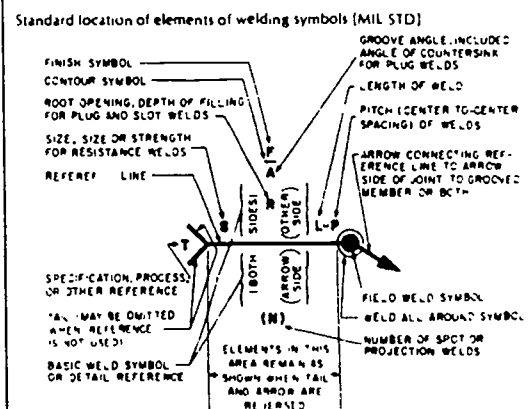 Standard location of elements of welding symbols (MIL STD)
FINISH SYMBOL
CONTOUR SYMBOL
ROOT OPENING, DEPTH OF FILLING
FOR PLUG AND SLOT WELDS
SIZE, SIZE OR STRENGTH
FOR RESISTANCE WELDS
LINE
GROOVE ANGLE, INCLUDED
ANGLE OF COUNTERSINK
FOR PLUG WELDS
LENGTH OF WELD
PITCH (CENTER TO-CENTER
SPACING) OF WELDS
ARROW CONNECTING REF-
ERENCE LINE TO ARROW
SIDE OF JOINT TO GROOVED
MEMBER OR BOTH
F
A
R
S
SIDES)
(OTHER
SIDE)
L-P
T
(BOTH
(ARROW
SIDE)
(N)
SPECIFICATION, PROCESS,
OR OTHER REFERENCE
TAIL (MAY BE OMITTED
WHEN REFERENCE
IS NOT USED)
BASIC WELD SYMBOL
OR DETAIL REFERENCE
FIELD WELD SYMBOL
WELD ALL AROUND SYMBOL
NUMBER OF SPOT OR
PROJECTION WELDS
ELEMENTS IN THIS
AREA REMAIN AS
SHOWN WHEN TAIL
AND ARROW ARE
REVERSED